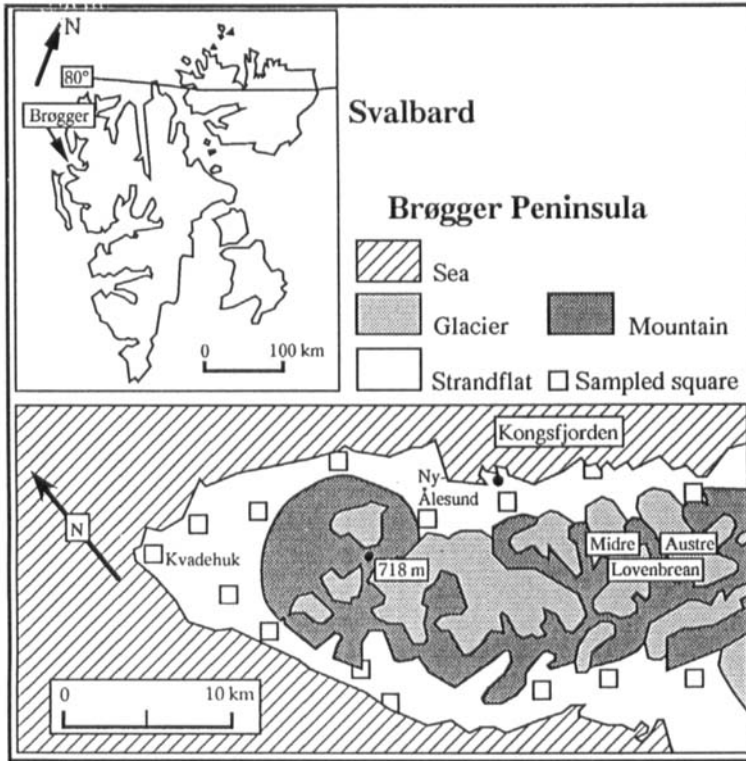 N
80°
Brøgger
0 100 km
Svalbard
Brøgger Peninsula
Sea
Glacier
Mountain
Strandflat
Sampled square
Kongsfjorden
Ny-
Ålesund
N
Midre
Austre
Kvadehuk
718 m
Lovenbrean
0 10 km